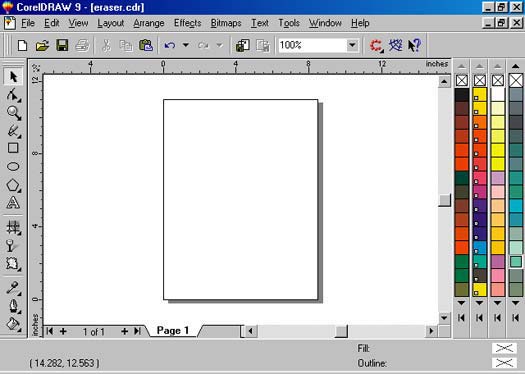 CorelDRAW 9 - [eraser.cdr]
File Edit View Layout Arrange Effects Bitmaps Text Tools Window Help
100%
4 0 4 8 12 inches
12
8
4
0
inches
1 of 1 Page 1
Fill:
( 14.282, 12.563 ) Outline: